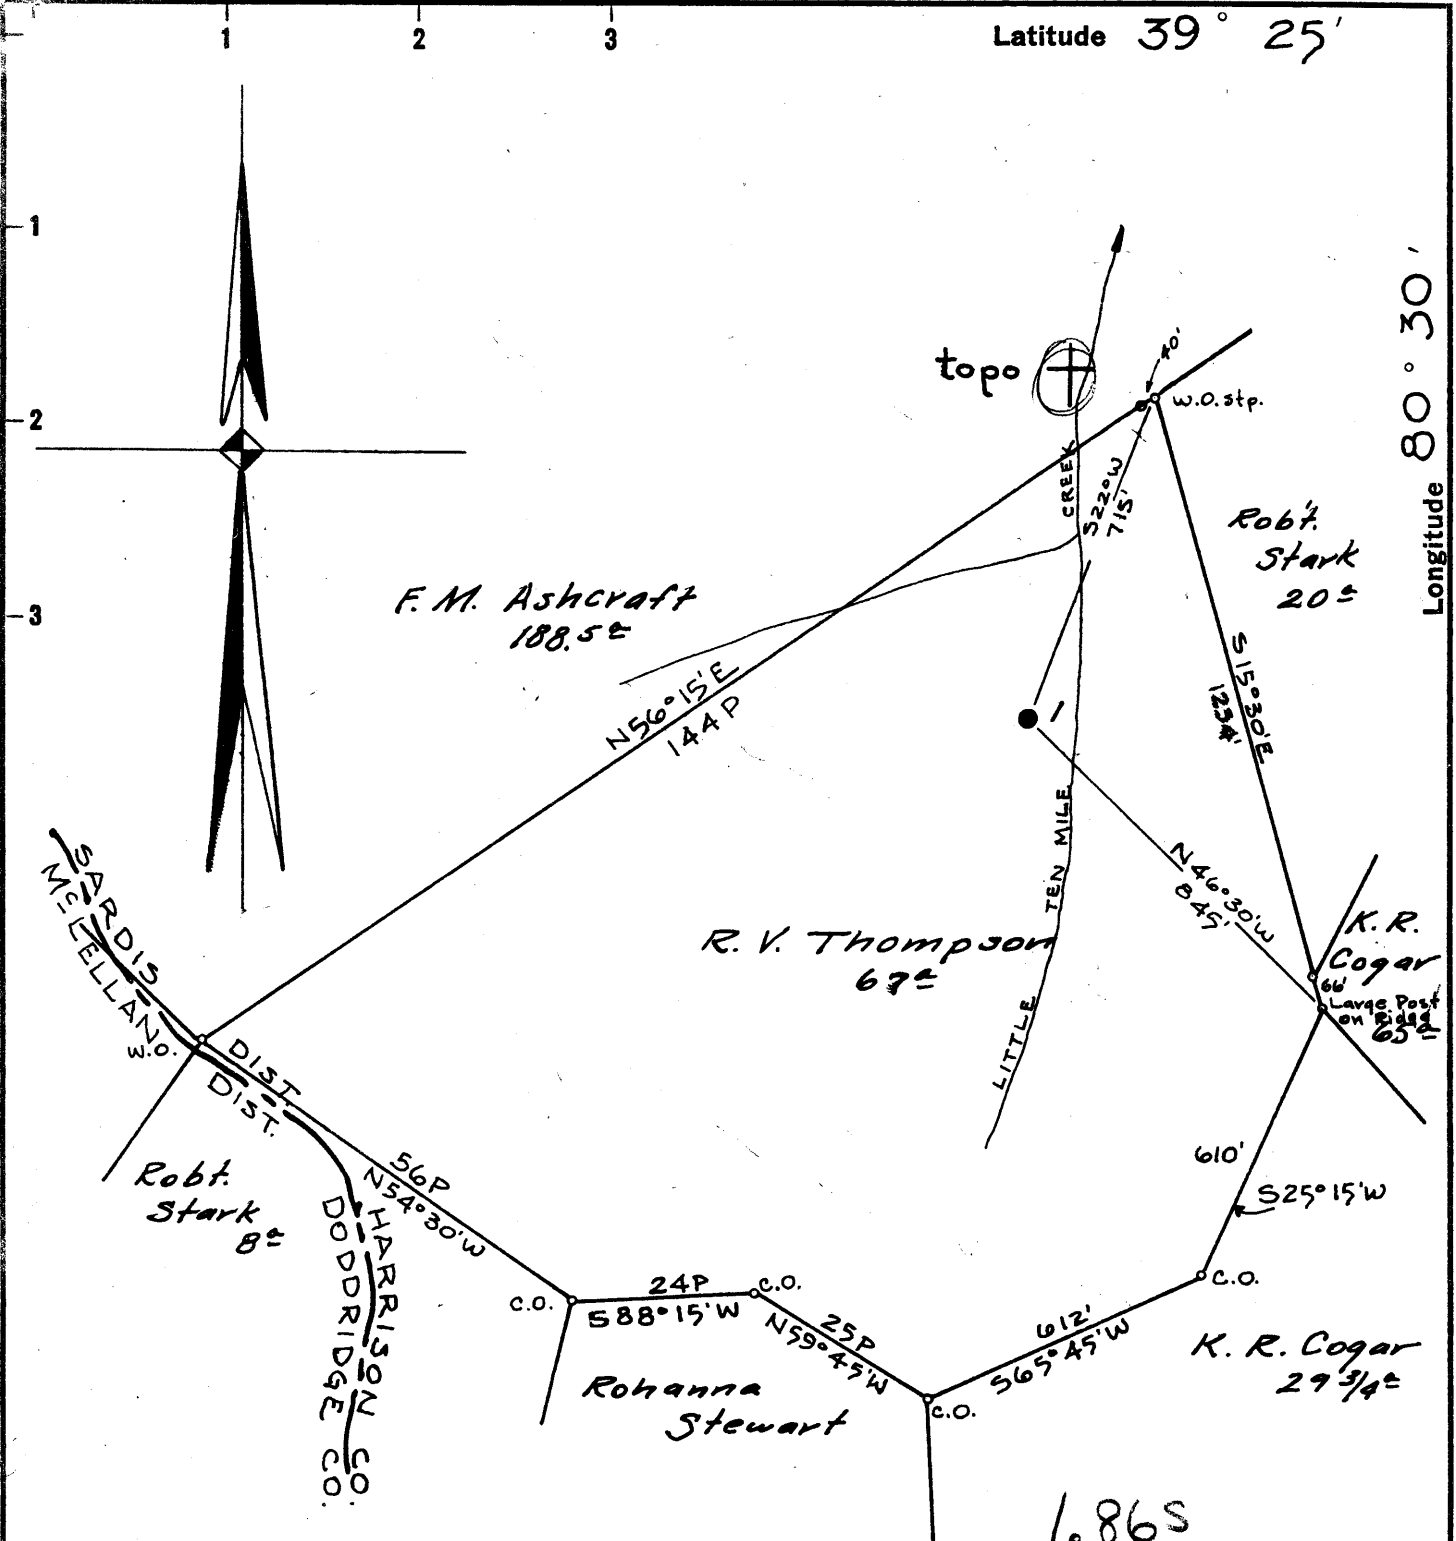 1 2 3 Latitude 39° 25'
1
2
3
Longitude 80° 30'
topo
40'
W.O. stp.
CREEK
S22°W
715'
Rob't.
Stark
20 a
F. M. Ashcraft
188.5 a
N56°15'E
144P
S15°30'E
1234'
1
TEN MILE
LITTLE
N46°30'W
845'
R. V. Thompson
67 a
K. R.
Cogar
66'
Large Post
on Ridge
63 a
SARDIS
McLELLAN
W.O.
DIST.
DIST.
Robt.
Stark
8 a
56P
N54°30'W
HARRISON CO.
DODDRIDGE CO.
610'
S25°15'W
C.O.
C.O.
24P
S88°15'W
C.O.
25P
N59°45'W
612'
S65°45'W
C.O.
K. R. Cogar
29 3/4 a
Rohanna
Stewart
1.86 S